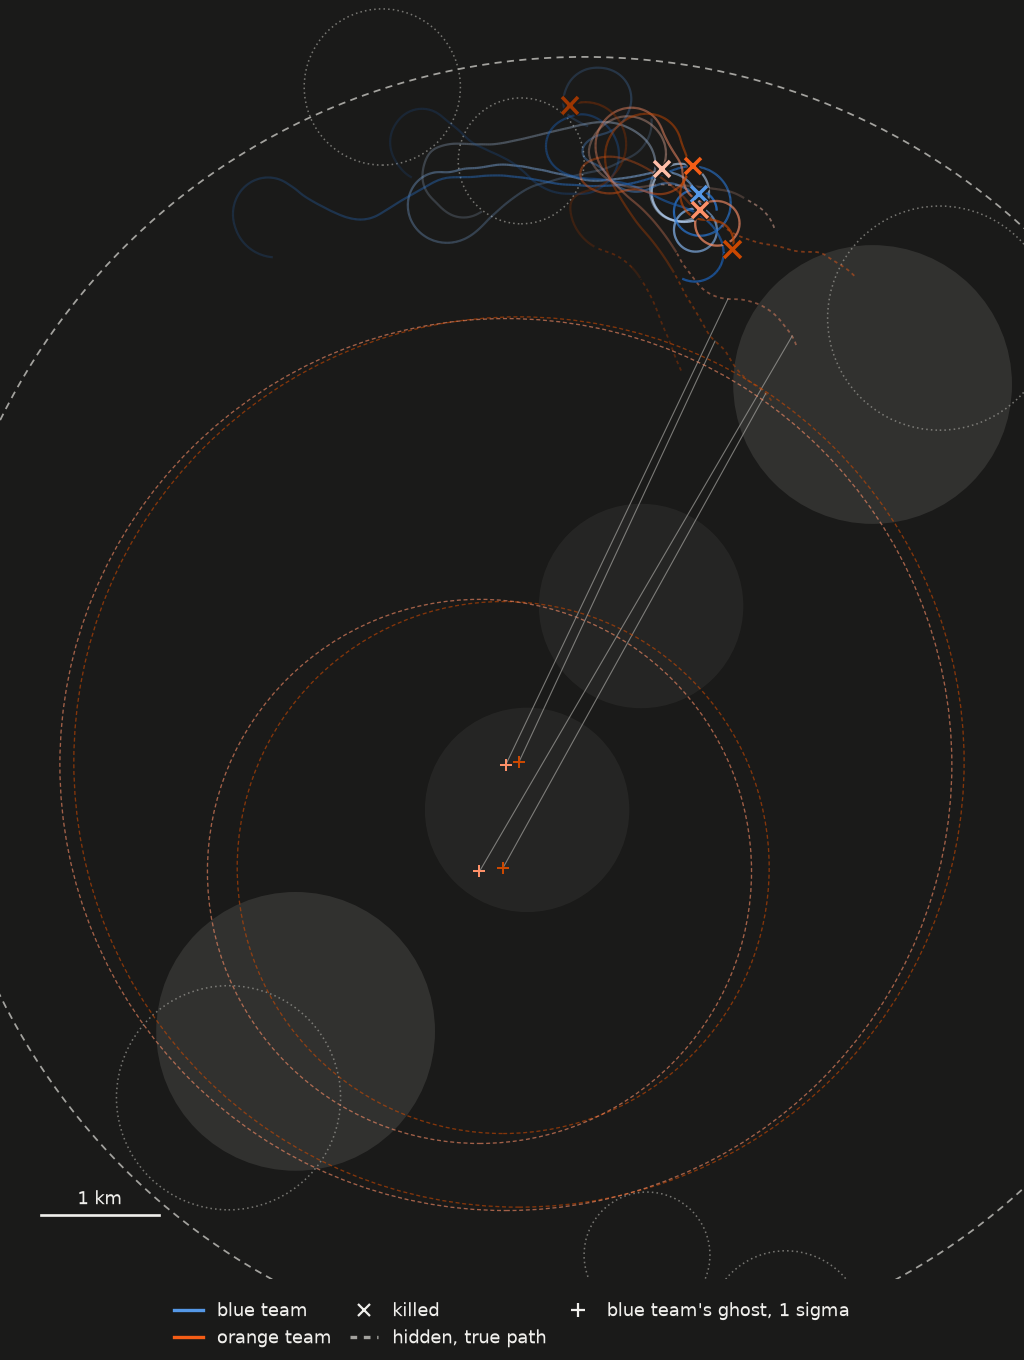 1 km
blue team
killed
blue team's ghost, 1 sigma
orange team
hidden, true path